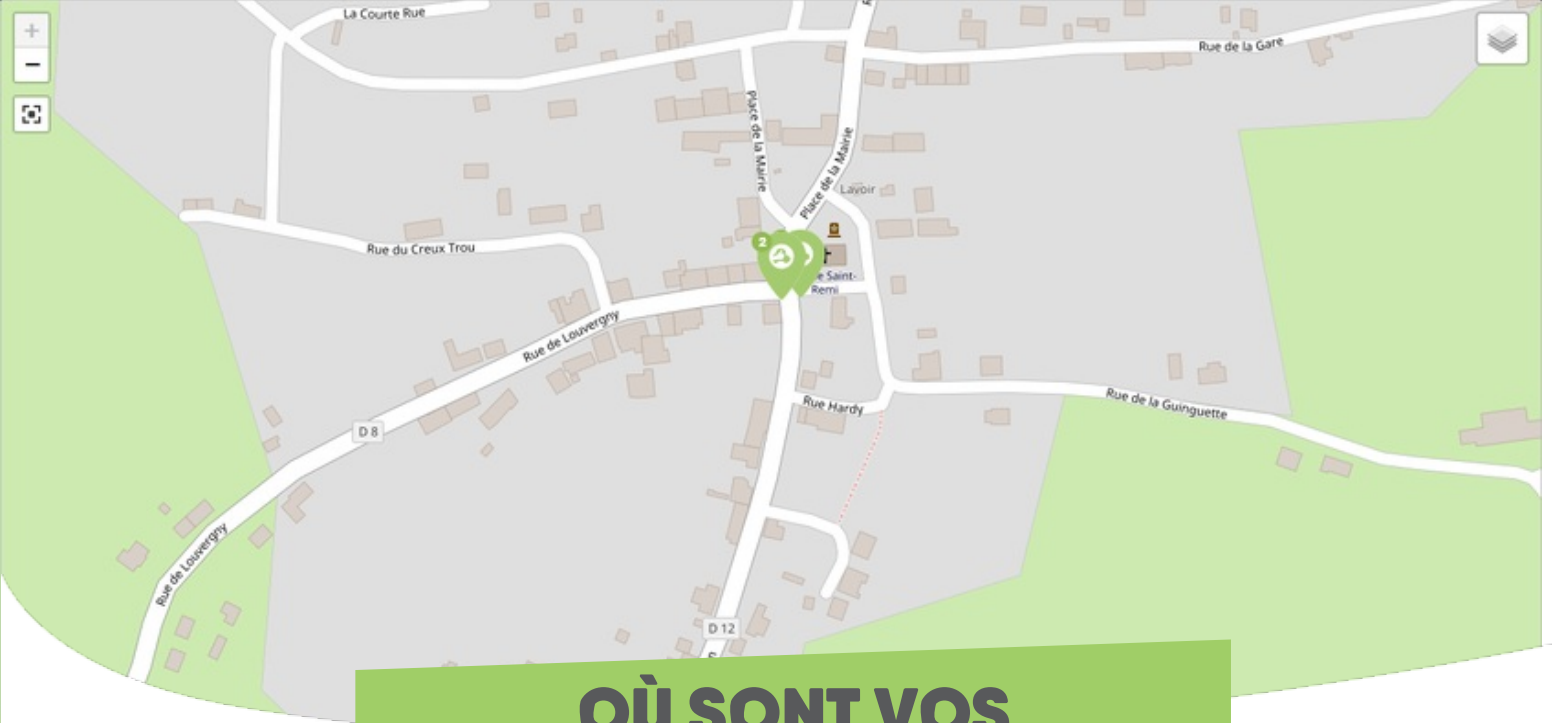 La Courte Rue
Rue de la Gare
Place de la Mairie
Place de la Mairie
Lavoir
Rue du Creux Trou
2
Saint-
Remi
Rue de Louvergny
Rue Hardy
Rue de la Guinguette
D 8
Rue de Louvergny
D 12
OÙ SONT VOS